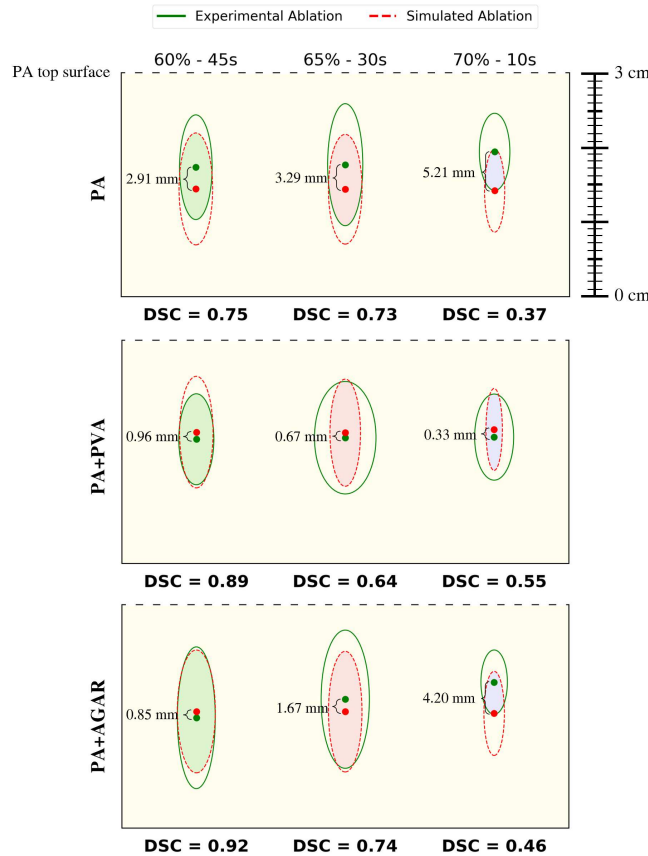 Experimental Ablation Simulated Ablation
60% - 45s 65% - 30s 70% - 10s
PA top surface 3 cm
PA
2.91 mm 3.29 mm 5.21 mm
0 cm
DSC = 0.75 DSC = 0.73 DSC = 0.37
PA+PVA
0.96 mm 0.67 mm 0.33 mm
DSC = 0.89 DSC = 0.64 DSC = 0.55
PA+AGAR
0.85 mm 1.67 mm 4.20 mm
DSC = 0.92 DSC = 0.74 DSC = 0.46